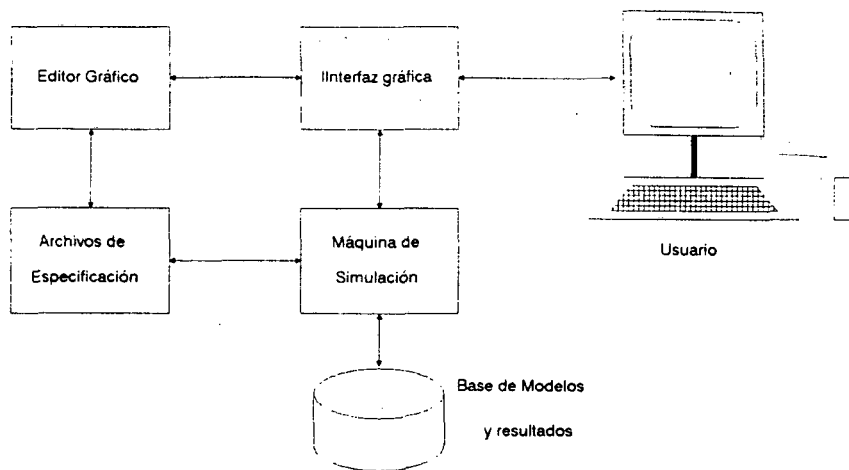 Editor Gráfico
IInterfaz gráfica
Archivos de
Especificación
Máquina de
Simulación
Usuario
Base de Modelos
y resultados